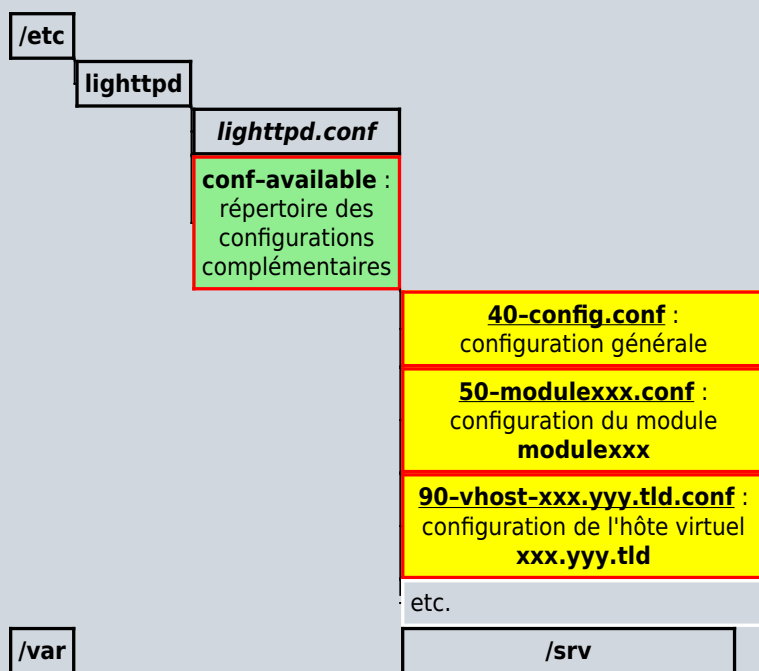 /etc
lighttpd
lighttpd.conf
conf–available :
répertoire des
configurations
complémentaires
40–config.conf :
configuration générale
50–modulexxx.conf :
configuration du module
modulexxx
90–vhost–xxx.yyy.tld.conf :
configuration de l'hôte virtuel
xxx.yyy.tld
etc.
/var
/srv